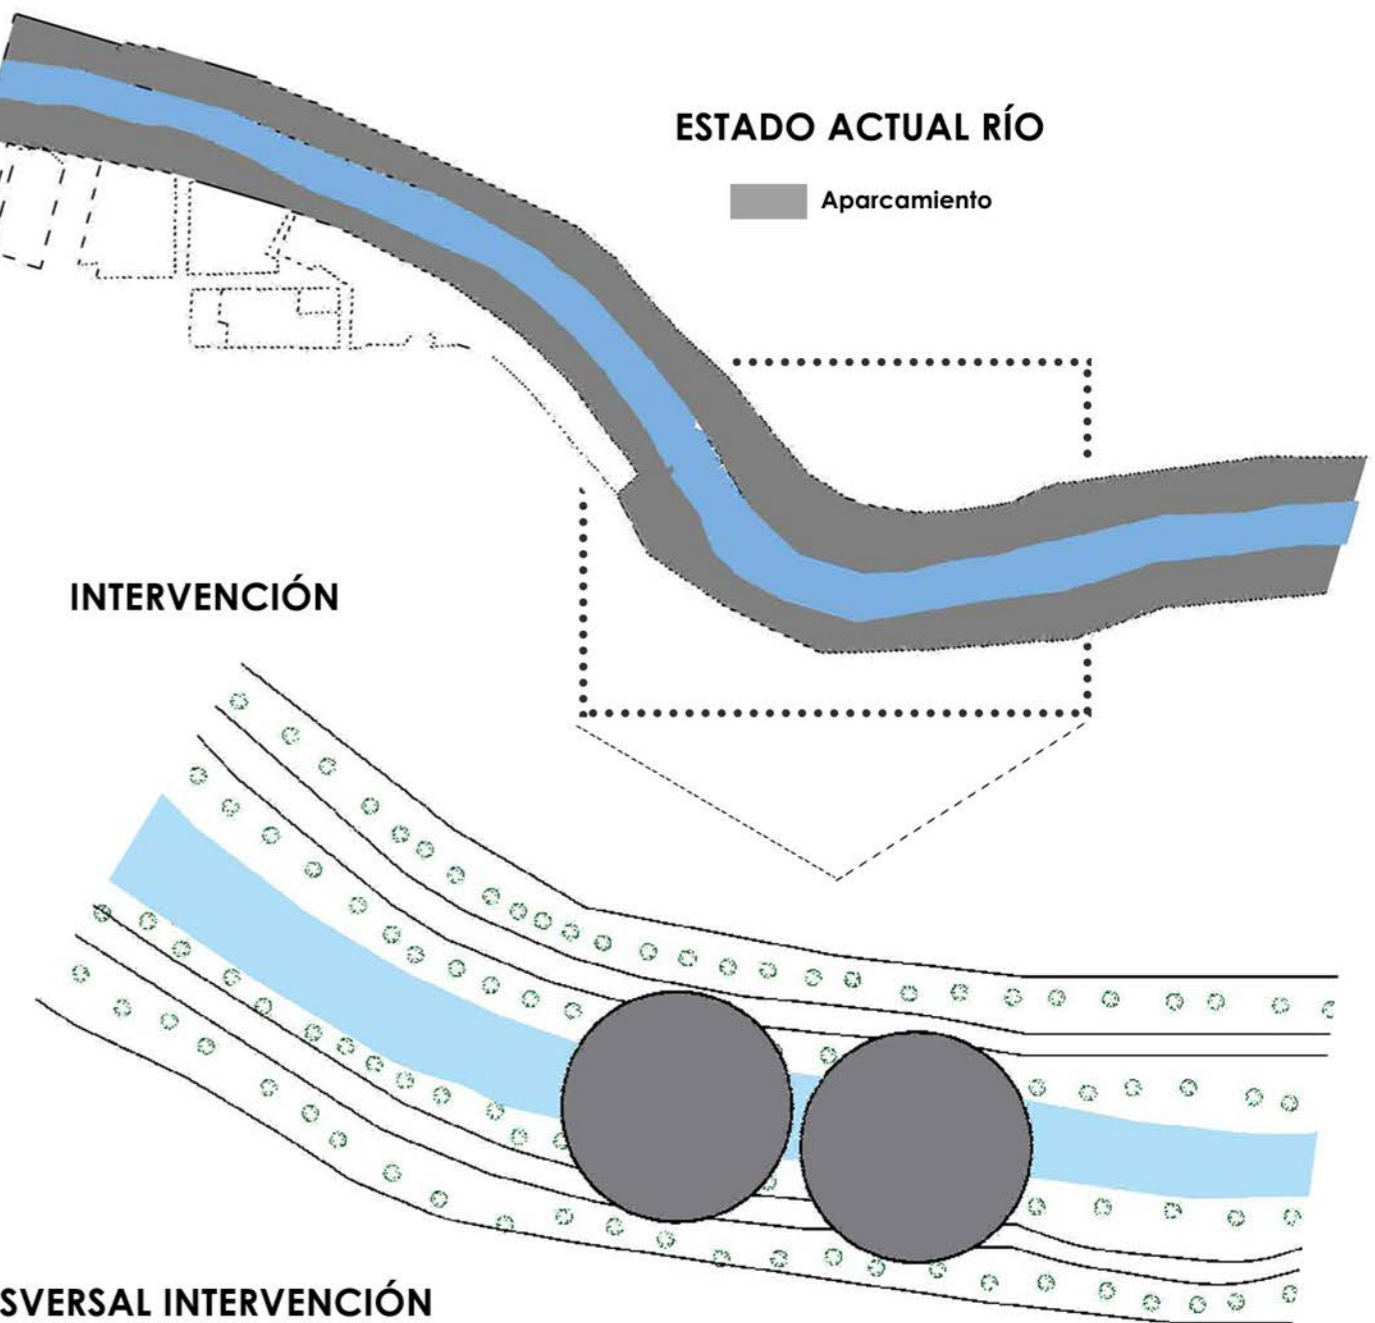 ESTADO ACTUAL RÍO
Aparcamiento
INTERVENCIÓN
SVERSAL INTERVENCIÓN